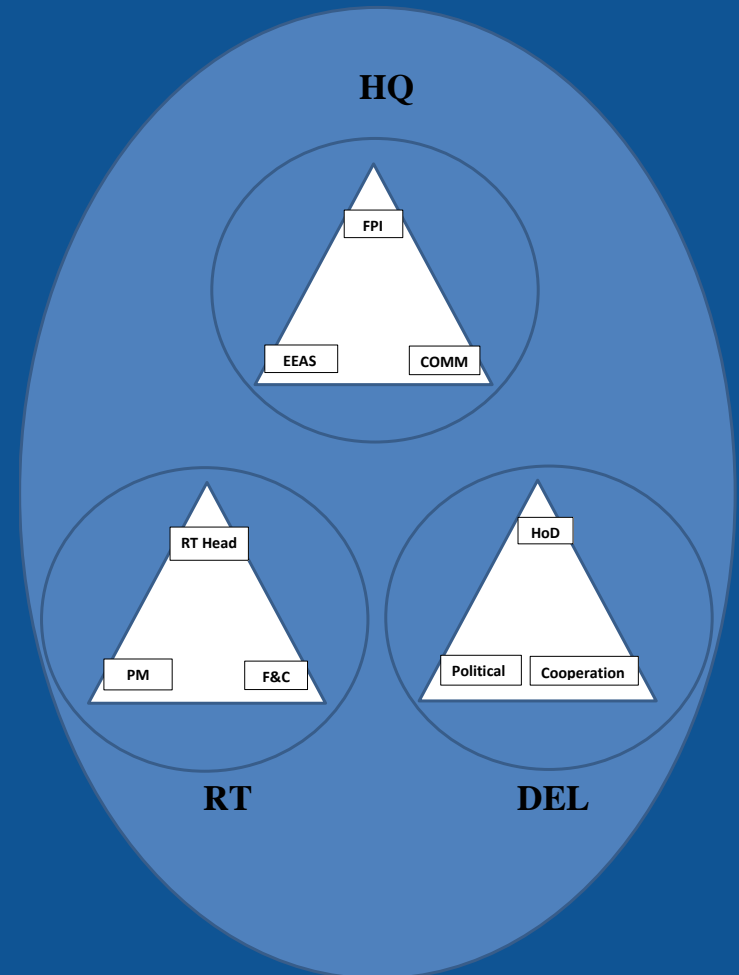 HQ
FPI
EEAS
COMM
RT Head
PM
F&C
RT
HoD
Political
Cooperation
DEL